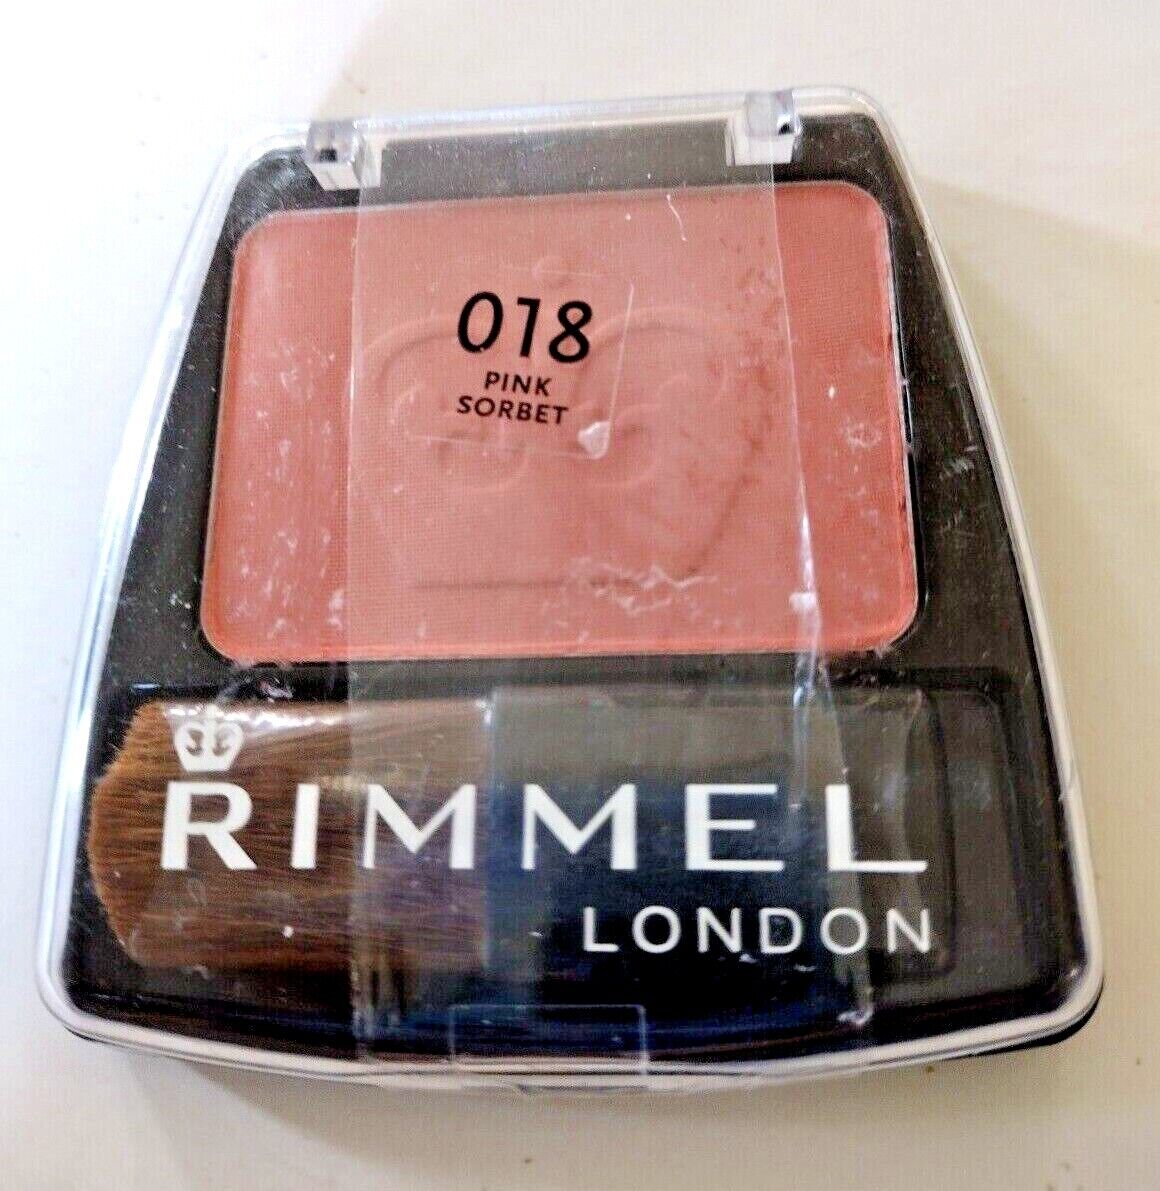 018
PINK
SORBET
RIMMEL
LONDON